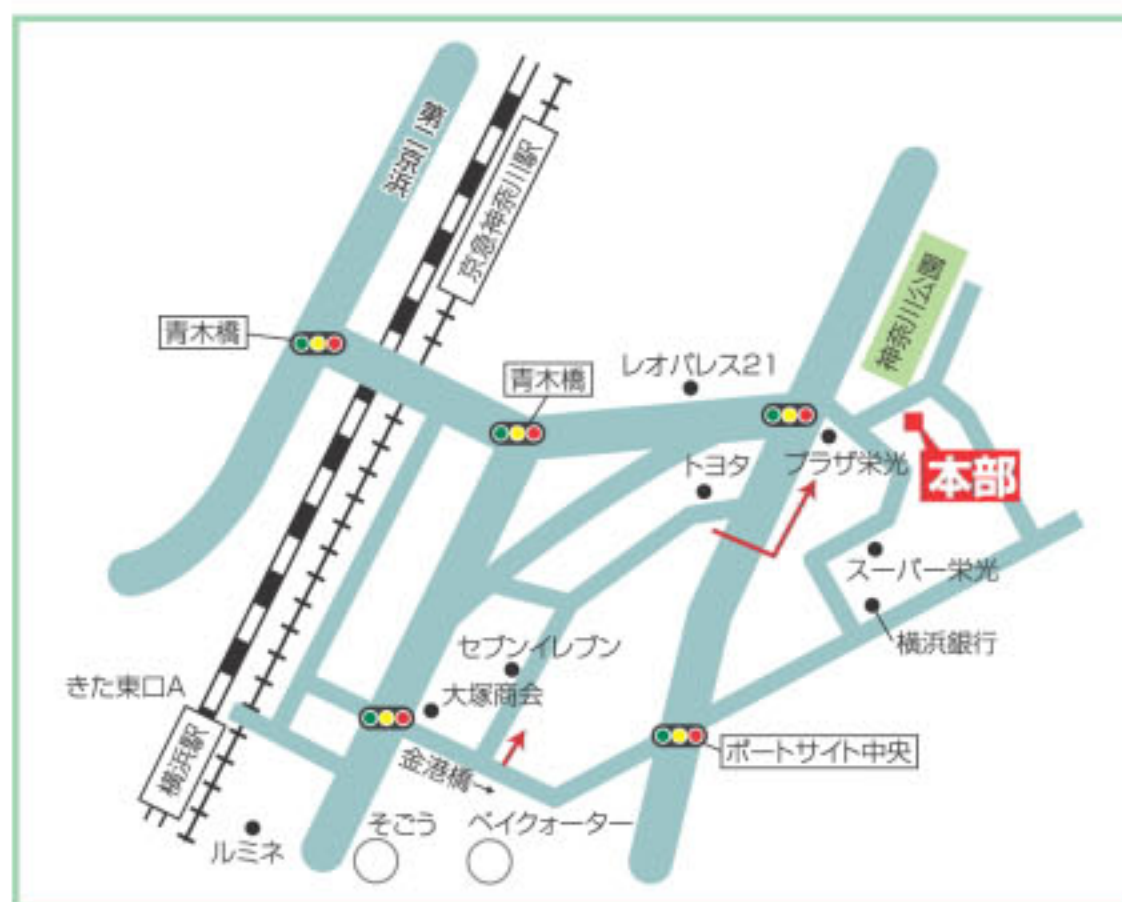 第二京浜
京急神奈川駅
神奈川公園
青木橋
青木橋
レオパレス21
トヨタ
プラザ栄光
本部
スーパー栄光
横浜銀行
セブンイレブン
大塚商会
きた東口A
横浜駅
金港橋→
ポートサイト中央
ルミネ
そごう
ベイクォーター